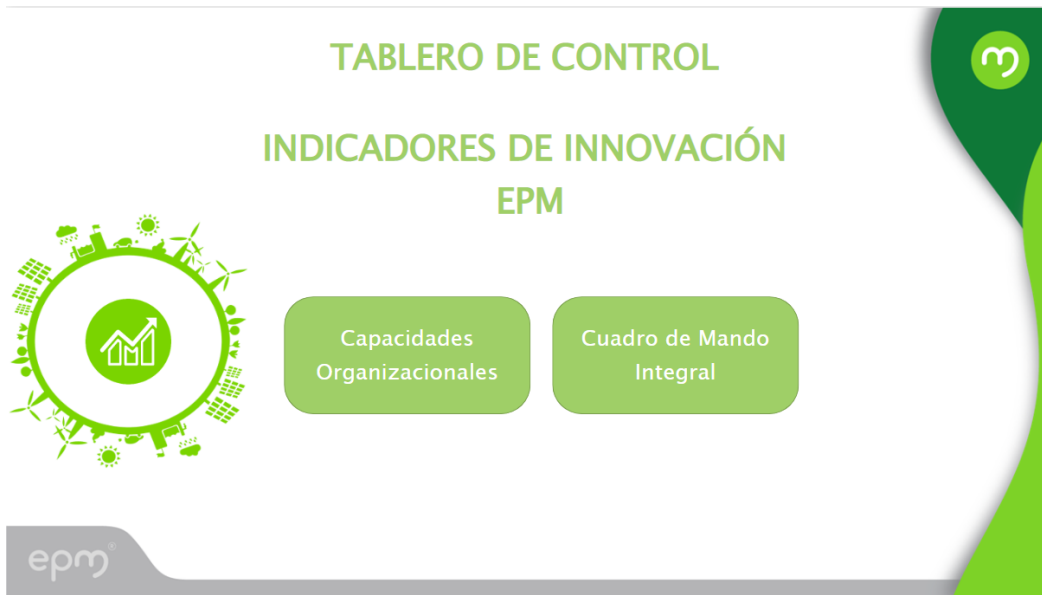 TABLERO DE CONTROL
INDICADORES DE INNOVACIÓN
EPM
Capacidades
Organizacionales
Cuadro de Mando
Integral
epm®